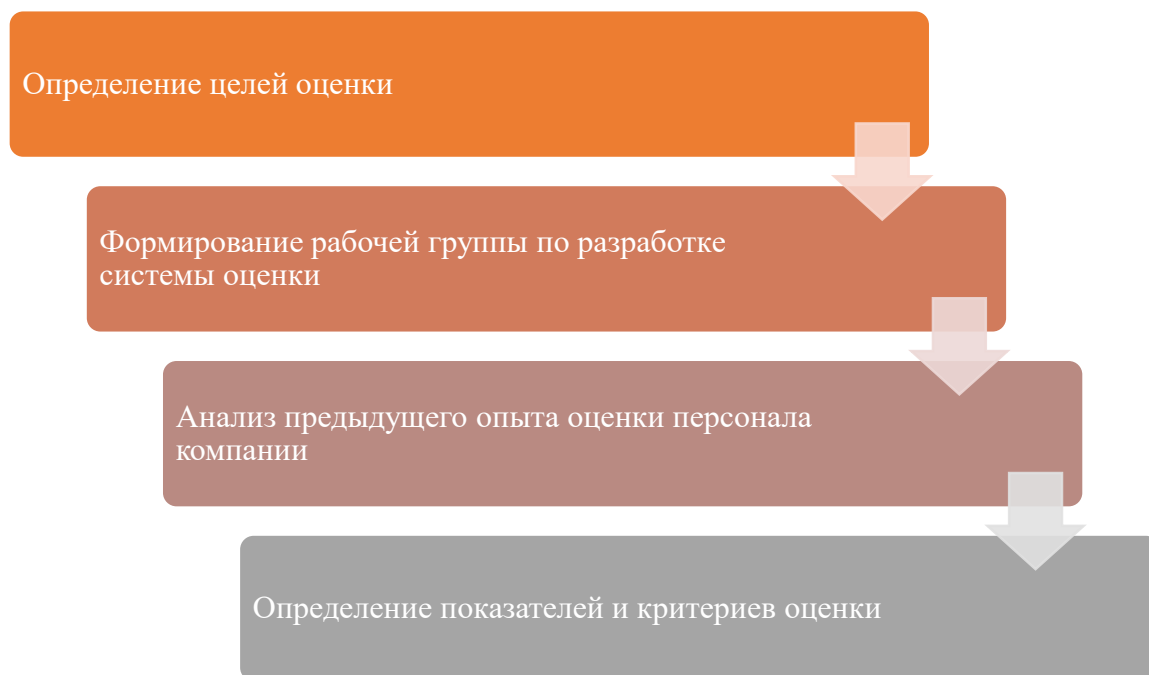 Определение целей оценки
Формирование рабочей группы по разработке
системы оценки
Анализ предыдущего опыта оценки персонала
компании
Определение показателей и критериев оценки